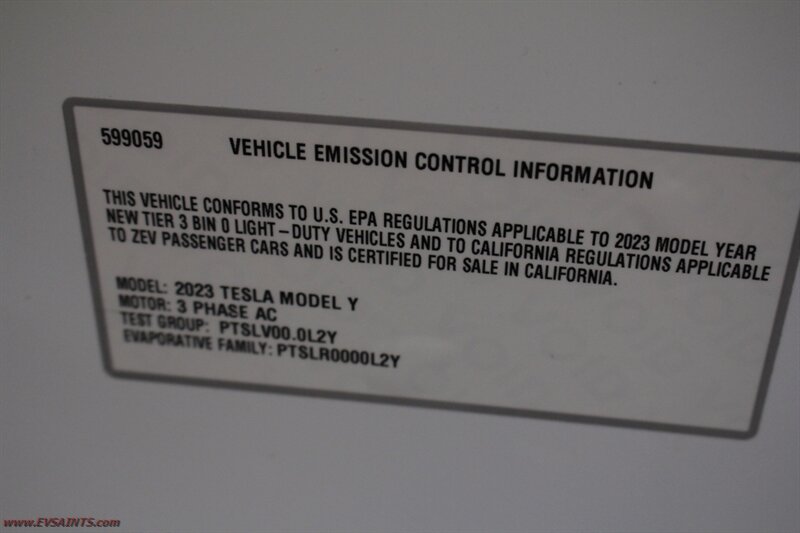 599059
VEHICLE EMISSION CONTROL INFORMATION
THIS VEHICLE CONFORMS TO U.S. EPA REGULATIONS APPLICABLE TO 2023 MODEL YEAR
NEW TIER 3 BIN 0 LIGHT-DUTY VEHICLES AND TO CALIFORNIA REGULATIONS APPLICABLE
TO ZEV PASSENGER CARS AND IS CERTIFIED FOR SALE IN CALIFORNIA.
MODEL: 2023 TESLA MODEL Y
MOTOR: 3 PHASE AC
TEST GROUP: PTSLV00.0L2Y
EVAPORATIVE FAMILY: PTSLR0000L2Y
www.EVSAINTS.com